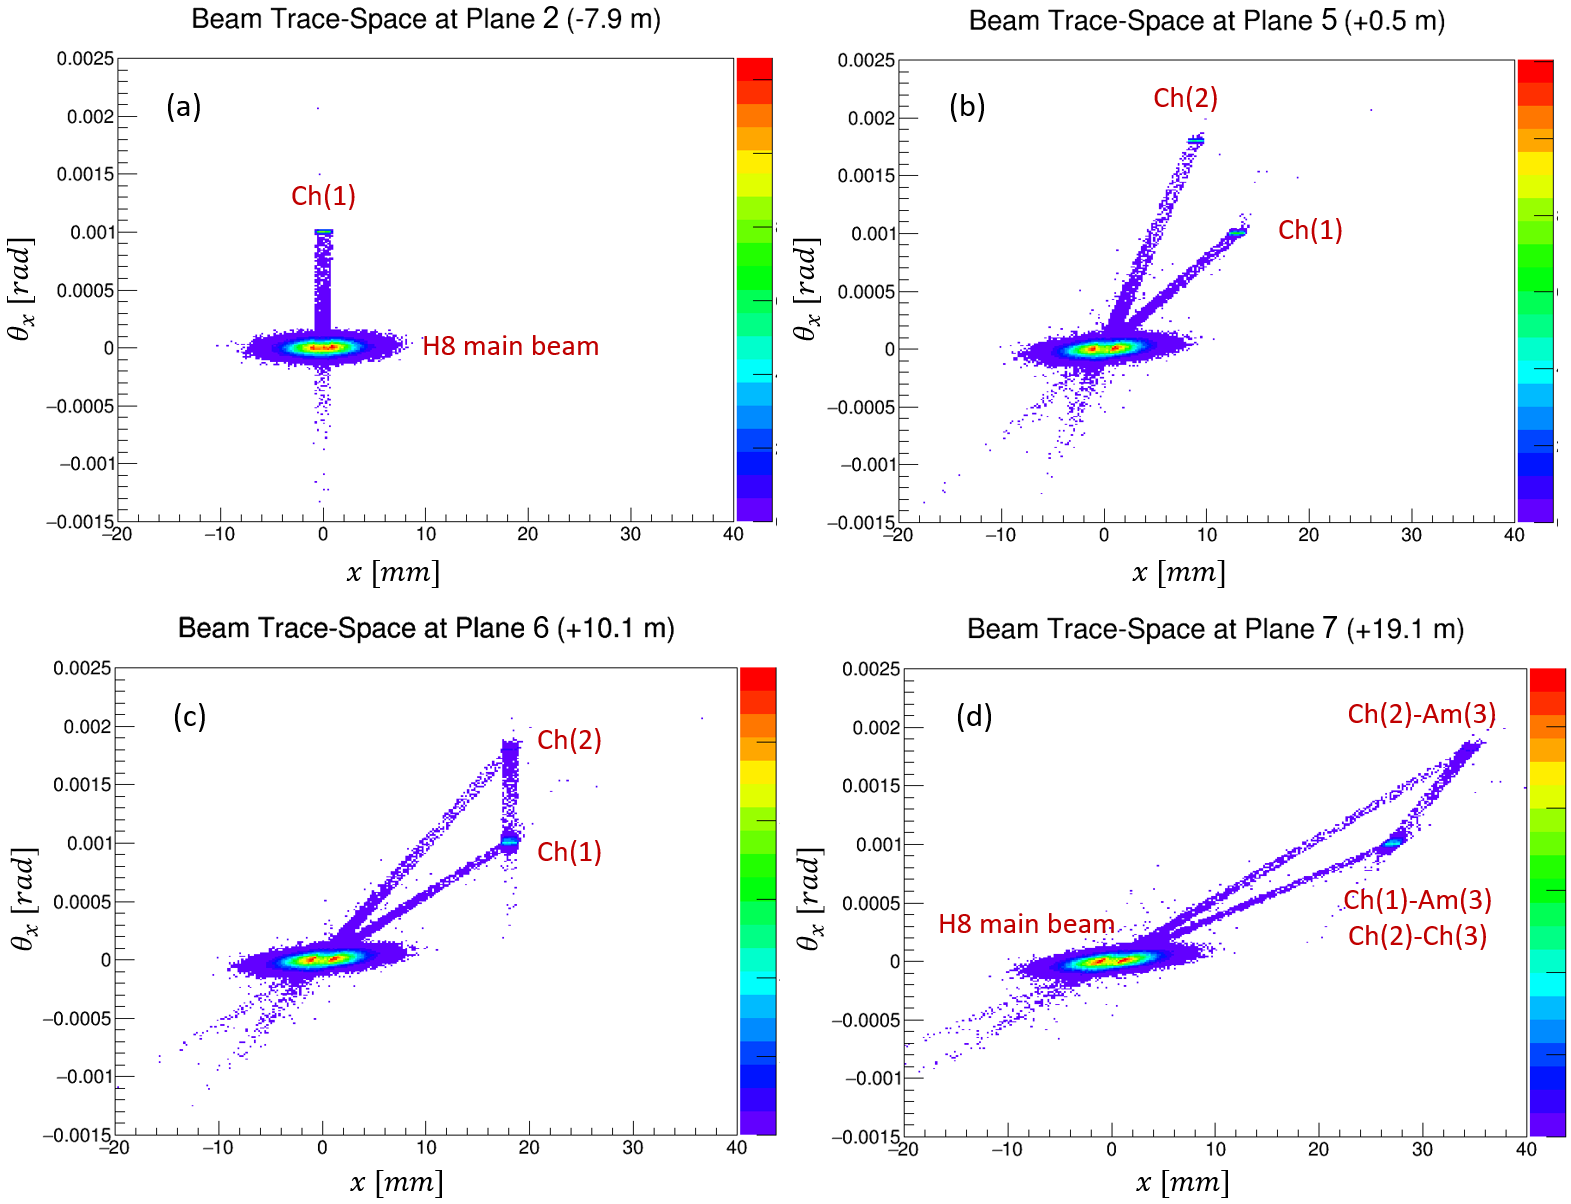 Beam Trace-Space at Plane 2 (-7.9 m)
(a)
Ch(1)
H8 main beam
0.0025
0.002
0.0015
0.001
0.0005
0
−0.0005
−0.001
−0.0015
−20
−10
0
10
20
30
40
θx [rad]
x [mm]
Beam Trace-Space at Plane 5 (+0.5 m)
(b)
Ch(2)
Ch(1)
0.0025
0.002
0.0015
0.001
0.0005
0
−0.0005
−0.001
−0.0015
−20
−10
0
10
20
30
40
θx [rad]
x [mm]
Beam Trace-Space at Plane 6 (+10.1 m)
(c)
Ch(2)
Ch(1)
0.0025
0.002
0.0015
0.001
0.0005
0
−0.0005
−0.001
−0.0015
−20
−10
0
10
20
30
40
θx [rad]
x [mm]
Beam Trace-Space at Plane 7 (+19.1 m)
(d)
Ch(2)-Am(3)
Ch(1)-Am(3)
Ch(2)-Ch(3)
H8 main beam
0.0025
0.002
0.0015
0.001
0.0005
0
−0.0005
−0.001
−0.0015
−20
−10
0
10
20
30
40
θx [rad]
x [mm]